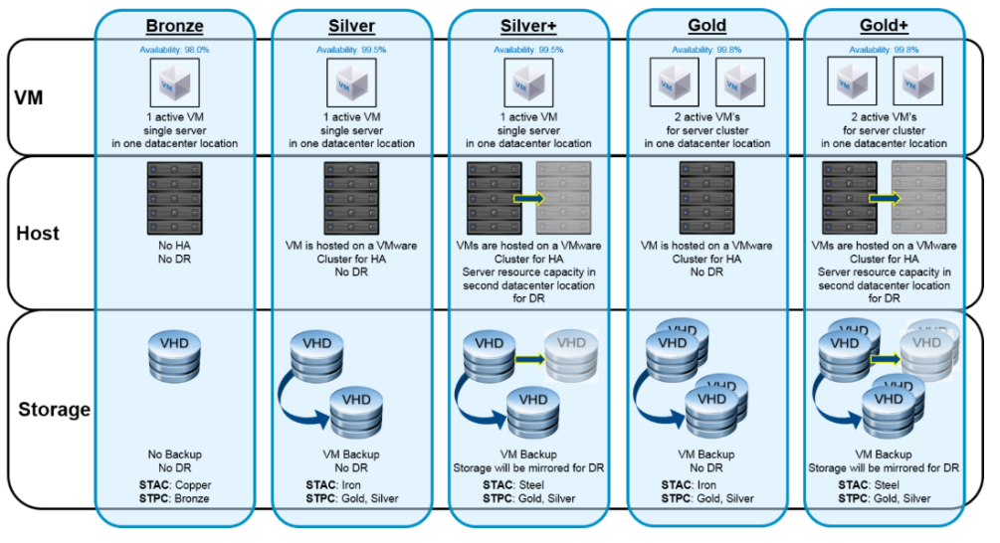 Bronze
Silver
Silver+
Gold
Gold+
VM
Availability: 98.0%
VM
1 active VM
single server
in one datacenter location
Availability: 99.5%
VM
1 active VM
single server
in one datacenter location
Availability: 99.5%
VM
1 active VM
single server
in one datacenter location
Availability: 99.8%
VM
VM
2 active VM's
for server cluster
in one datacenter location
Availability: 99.8%
VM
VM
2 active VM's
for server cluster
in one datacenter location
Host
No HA
No DR
VM is hosted on a VMware
Cluster for HA
No DR
VMs are hosted on a VMware
Cluster for HA
Server resource capacity in
second datacenter location
for DR
VM is hosted on a VMware
Cluster for HA
No DR
VMs are hosted on a VMware
Cluster for HA
Server resource capacity in
second datacenter location
for DR
Storage
VHD
No Backup
No DR
STAC: Copper
STPC: Bronze
VHD
VHD
VM Backup
No DR
STAC: Iron
STPC: Gold, Silver
VHD
VHD
VHD
VM Backup
Storage will be mirrored for DR
STAC: Steel
STPC: Gold, Silver
VHD
VHD
VM Backup
No DR
STAC: Iron
STPC: Gold, Silver
VHD
VHD
VHD
VM Backup
Storage will be mirrored for DR
STAC: Steel
STPC: Gold, Silver